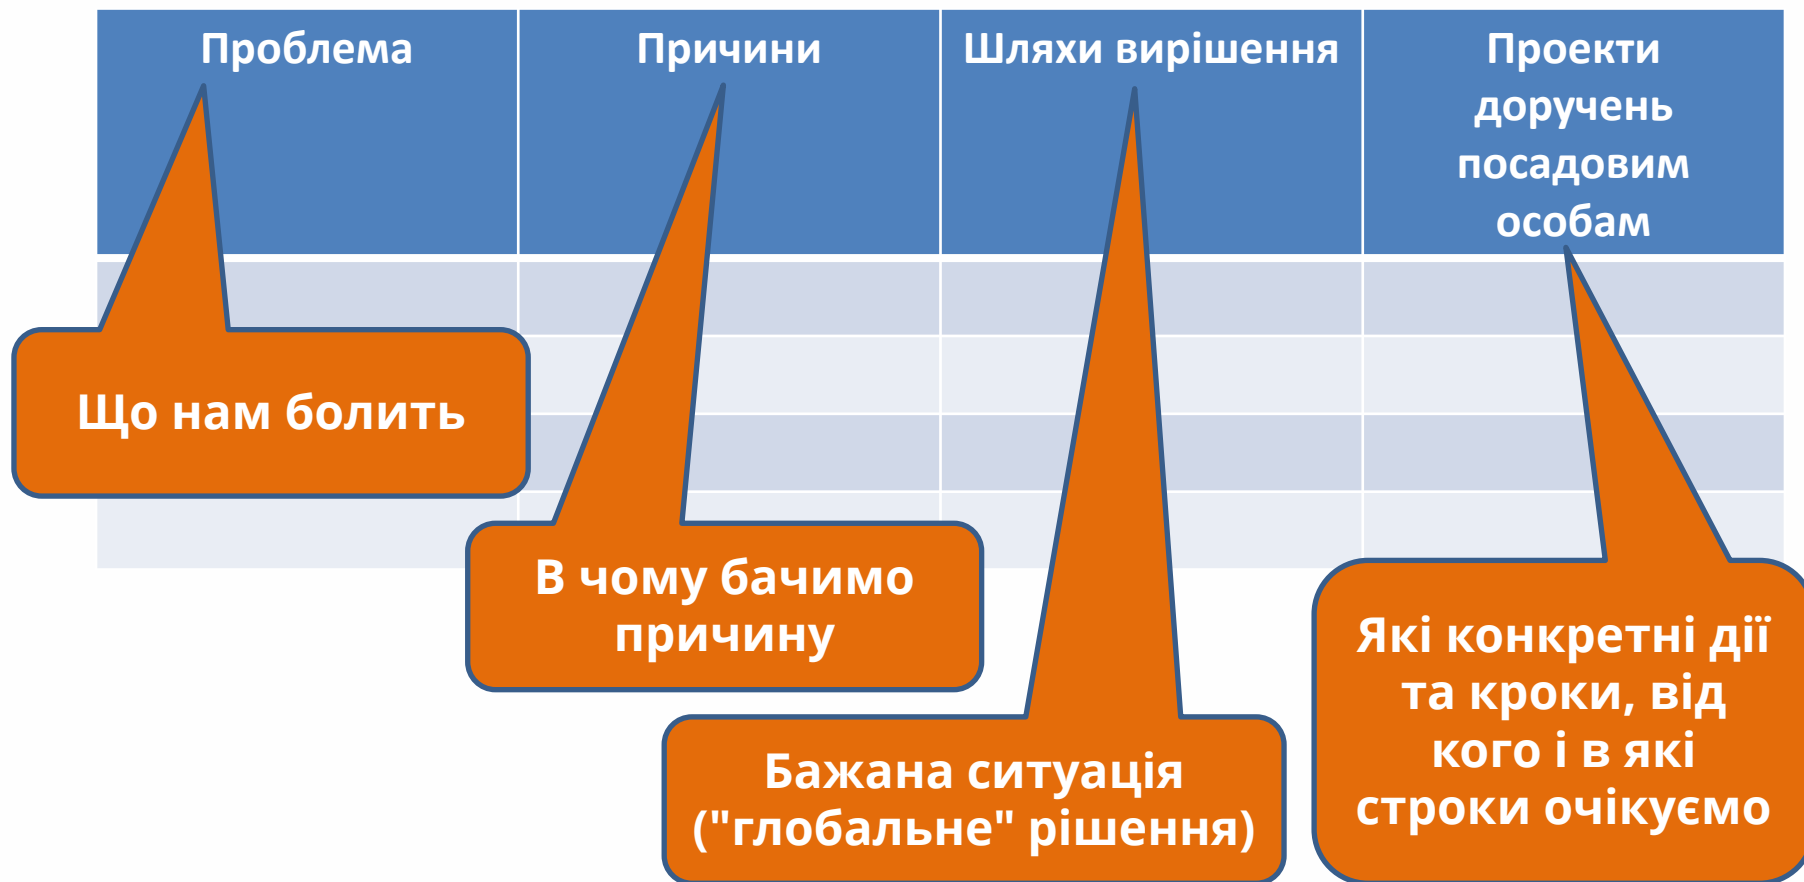 Проблема
Причини
Шляхи вирішення
Проекти
доручень
посадовим
особам
Що нам болить
В чому бачимо
причину
Бажана ситуація
("глобальне" рішення)
Які конкретні дії
та кроки, від
кого і в які
строки очікуємо